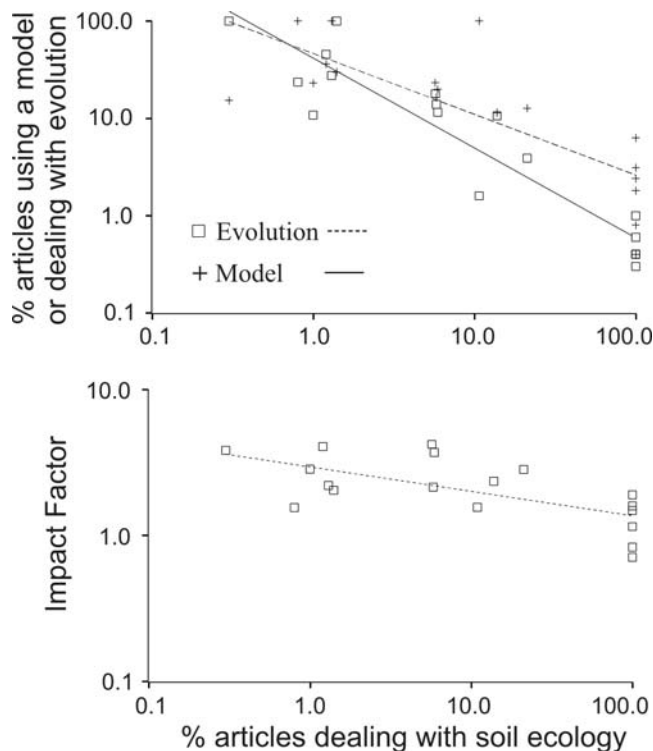 % articles using a model
or dealing with evolution
100.0
10.0
1.0
0.1
Evolution
Model
0.1
1.0
10.0
100.0
Impact Factor
10.0
1.0
0.1
0.1
1.0
10.0
100.0
% articles dealing with soil ecology